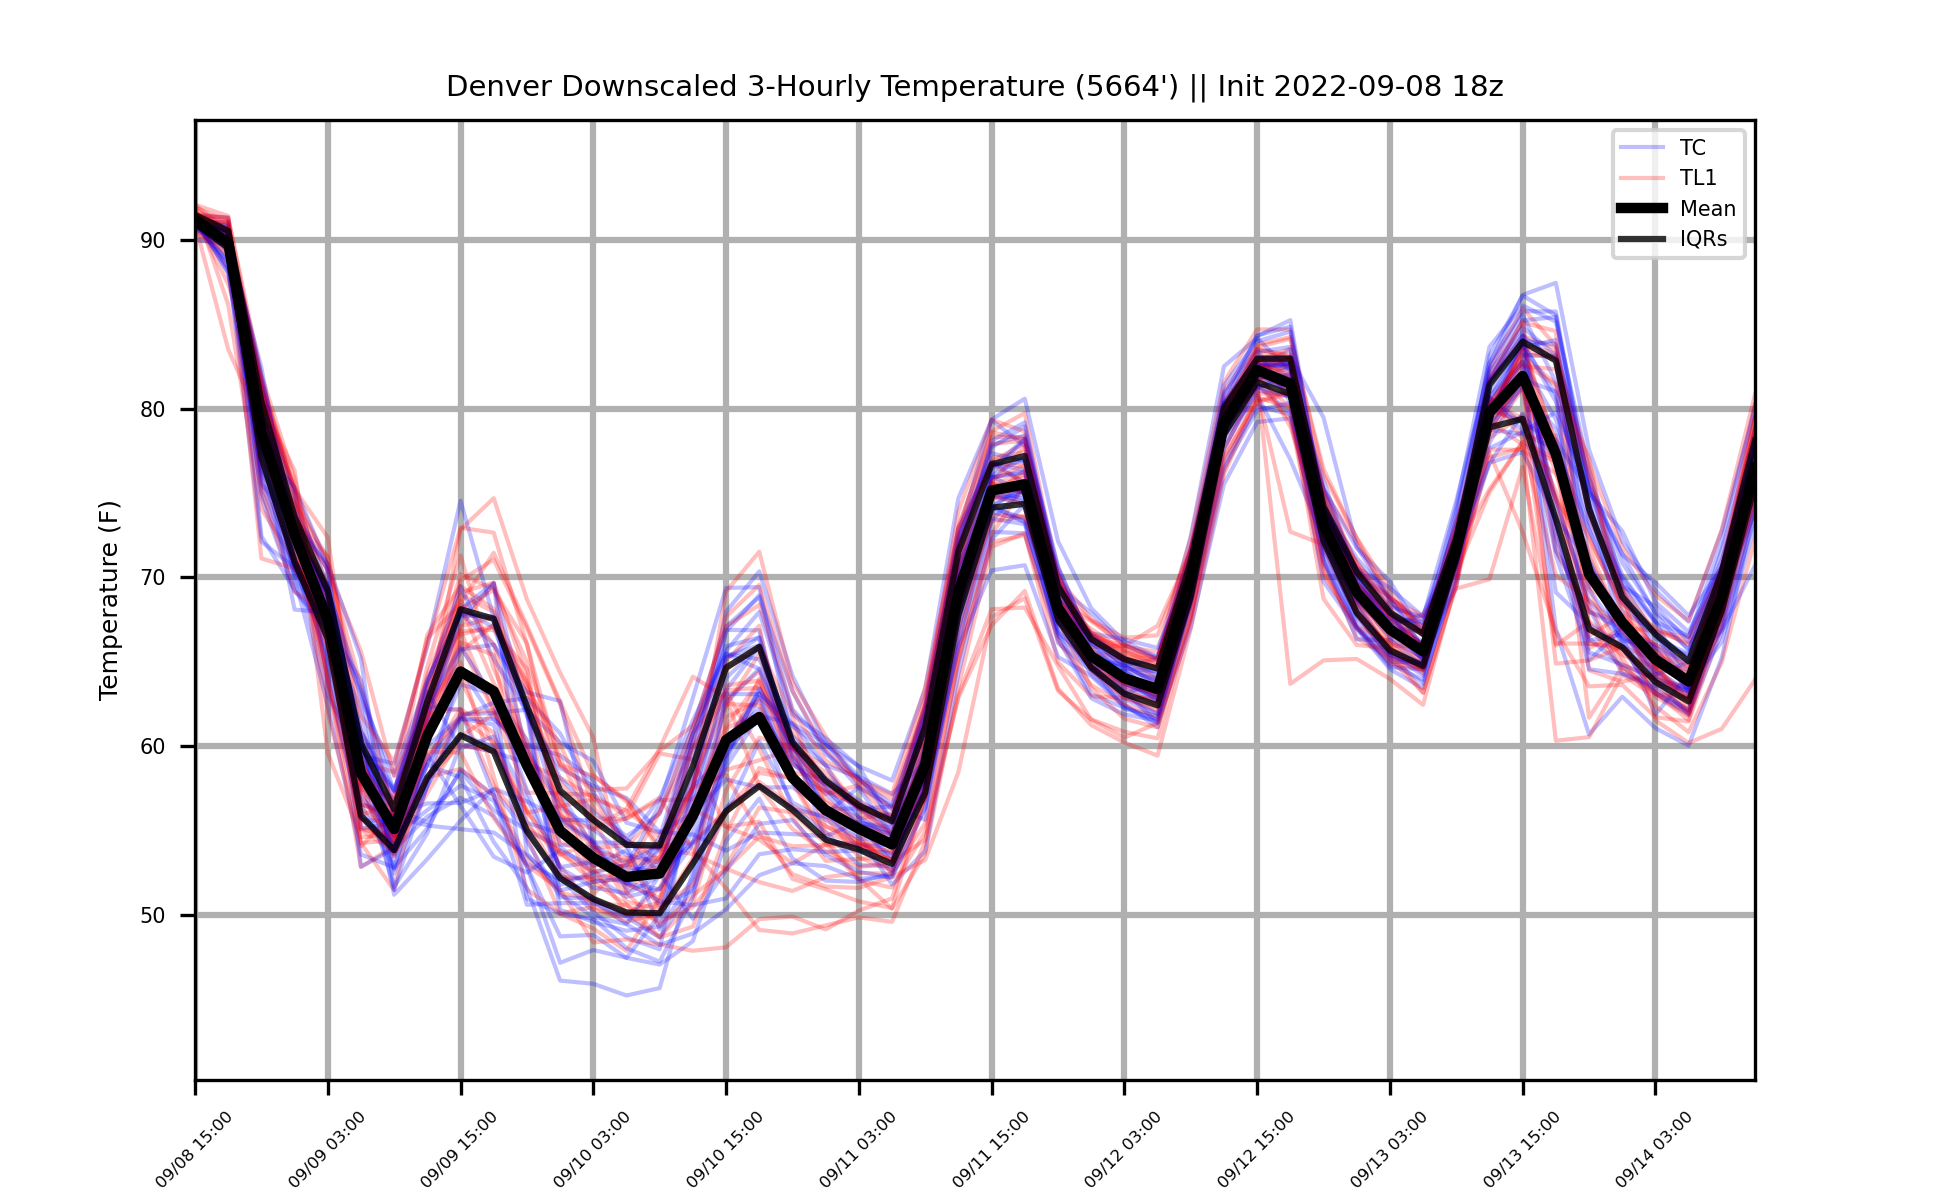 Denver Downscaled 3-Hourly Temperature (5664') || Init 2022-09-08 18z
TC
TL1
Mean
IQRs
Temperature (F)
90
80
70
60
50
09/08 15:00
09/09 03:00
09/09 15:00
09/10 03:00
09/10 15:00
09/11 03:00
09/11 15:00
09/12 03:00
09/12 15:00
09/13 03:00
09/13 15:00
09/14 03:00